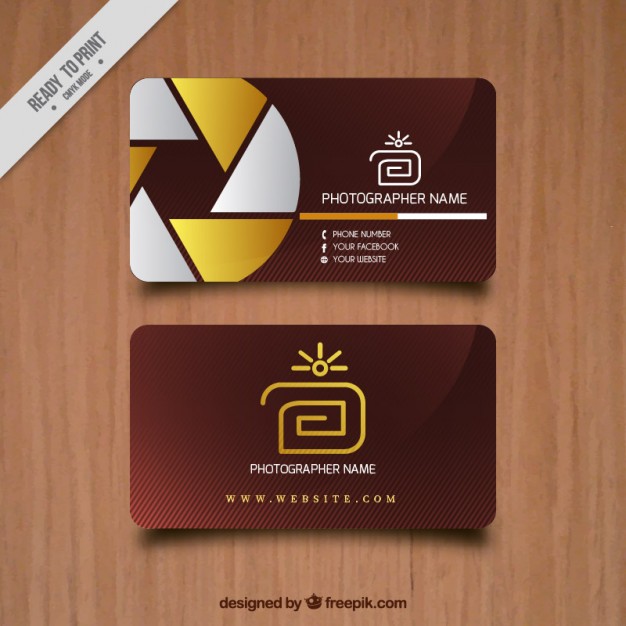 READY TO PRINT
CMYK MODE
PHOTOGRAPHER NAME
PHONE NUMBER
YOUR FACEBOOK
YOUR WEBSITE
PHOTOGRAPHER NAME
WWW.WEBSITE.COM
designed by freepik.com